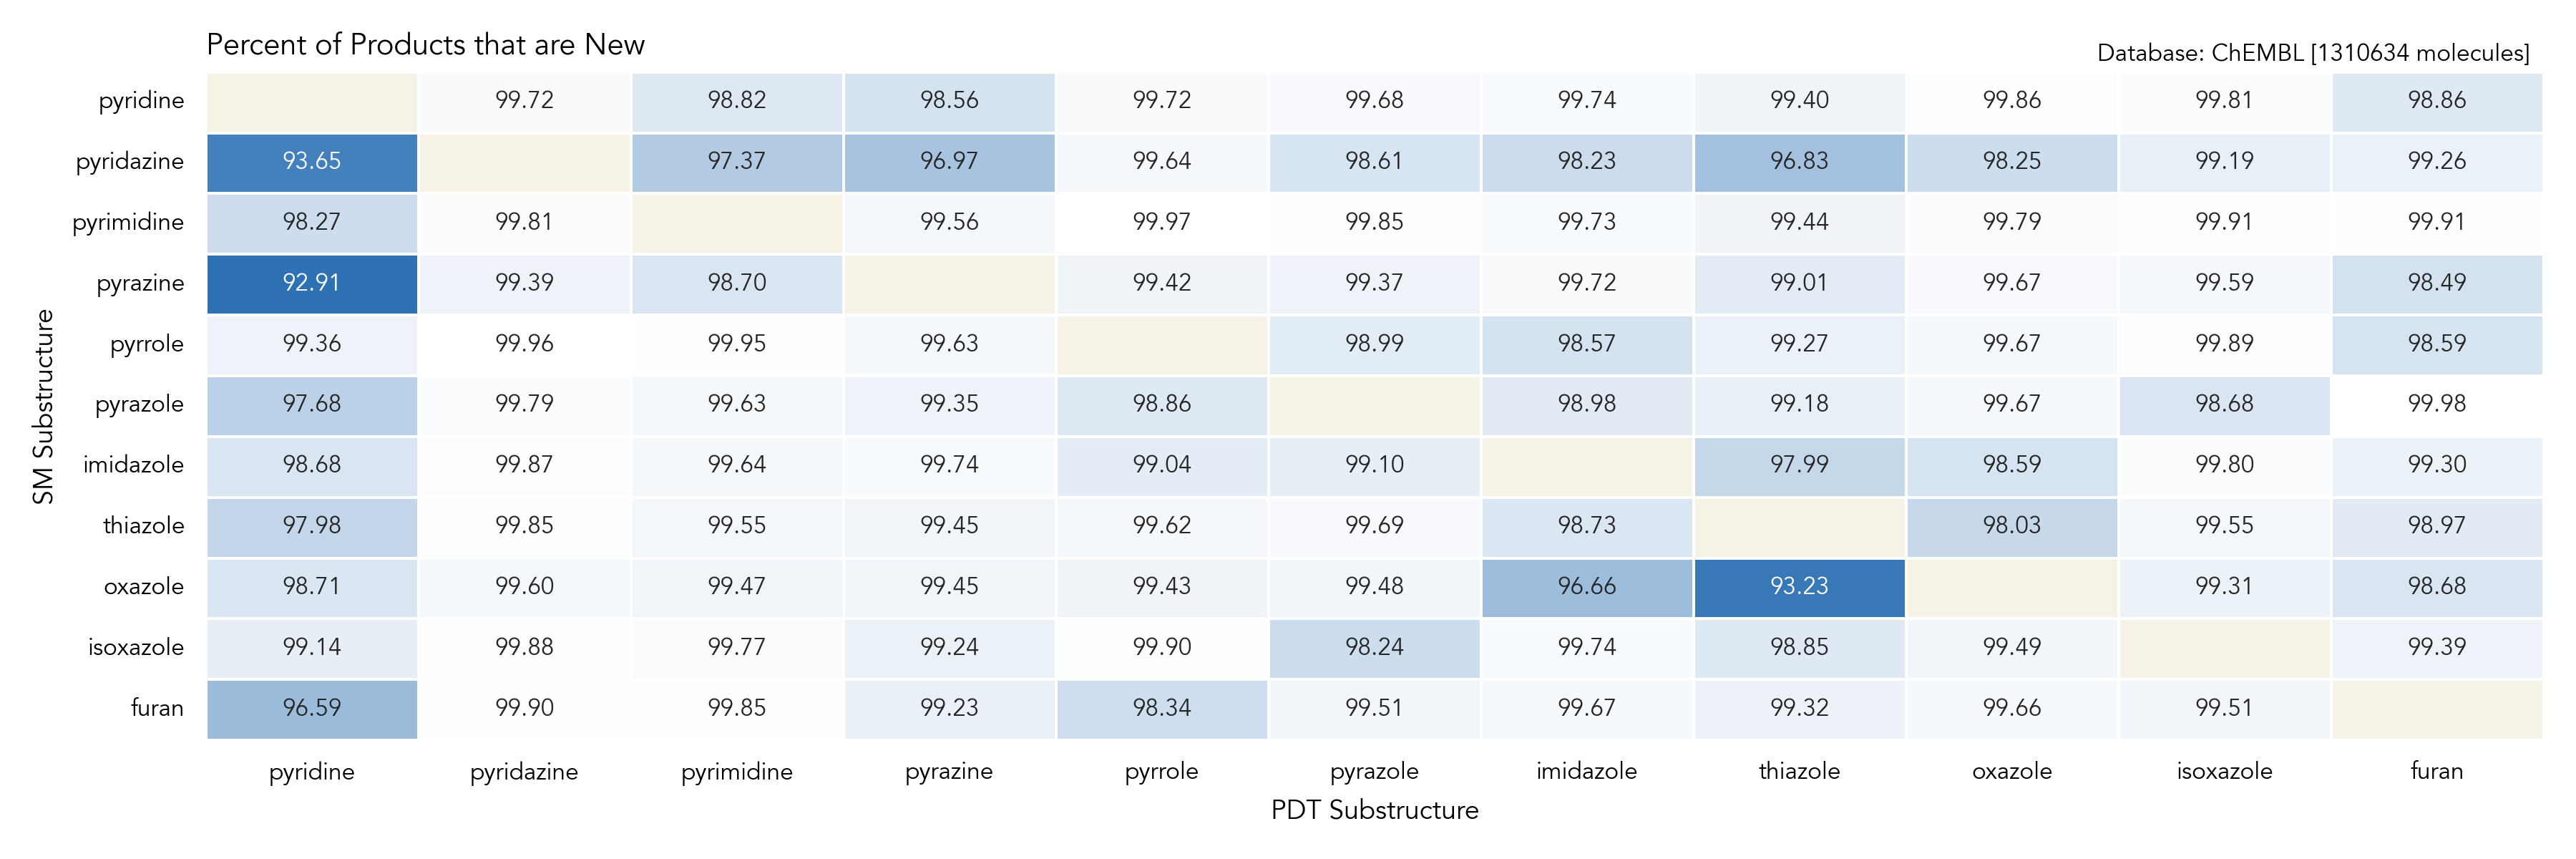 Percent of Products that are New
Database: ChEMBL [1310634 molecules]
SM Substructure
pyridine 99.72 98.82 98.56 99.72 99.68 99.74 99.40 99.86 99.81 98.86
pyridazine 93.65 97.37 96.97 99.64 98.61 98.23 96.83 98.25 99.19 99.26
pyrimidine 98.27 99.81 99.56 99.97 99.85 99.73 99.44 99.79 99.91 99.91
pyrazine 92.91 99.39 98.70 99.42 99.37 99.72 99.01 99.67 99.59 98.49
pyrrole 99.36 99.96 99.95 99.63 98.99 98.57 99.27 99.67 99.89 98.59
pyrazole 97.68 99.79 99.63 99.35 98.86 98.98 99.18 99.67 98.68 99.98
imidazole 98.68 99.87 99.64 99.74 99.04 99.10 97.99 98.59 99.80 99.30
thiazole 97.98 99.85 99.55 99.45 99.62 99.69 98.73 98.03 99.55 98.97
oxazole 98.71 99.60 99.47 99.45 99.43 99.48 96.66 93.23 99.31 98.68
isoxazole 99.14 99.88 99.77 99.24 99.90 98.24 99.74 98.85 99.49 99.39
furan 96.59 99.90 99.85 99.23 98.34 99.51 99.67 99.32 99.66 99.51
pyridine pyridazine pyrimidine pyrazine pyrrole pyrazole imidazole thiazole oxazole isoxazole furan
PDT Substructure